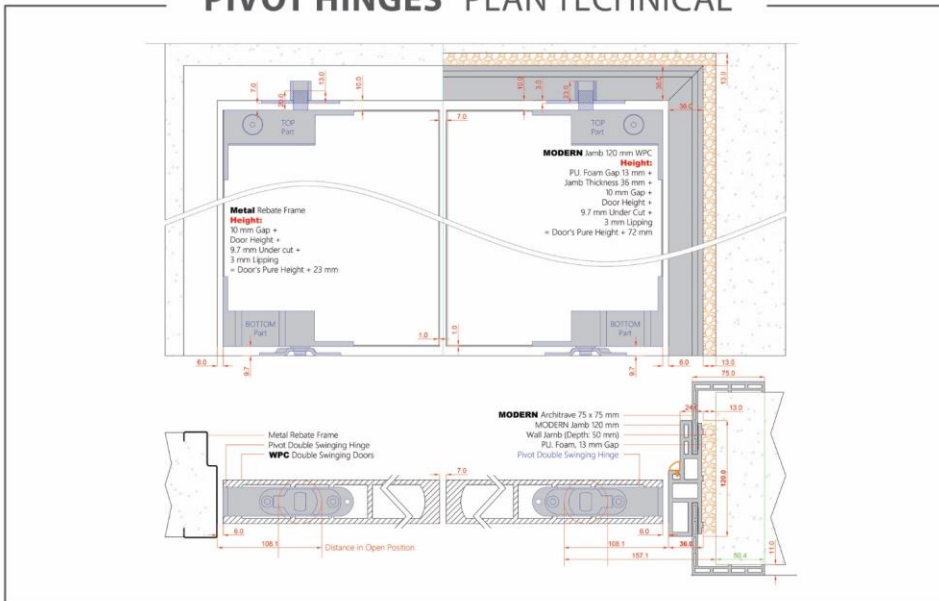 PIVOT HINGES PLAN TECHNICAL
7.0
20.0
13.0
10.0
10.0
3.0
23.0
36.0
13.0
36.0
7.0
TOP
Part
TOP
Part
MODERN Jamb 120 mm WPC
Height:
PU. Foam Gap 13 mm +
Jamb Thickness 36 mm +
10 mm Gap +
Door Height +
9.7 mm Under Cut +
3 mm Lipping
= Door's Pure Height + 72 mm
Metal Rebate Frame
Height:
10 mm Gap +
Door Height +
9.7 mm Under cut +
3 mm Lipping
= Door's Pure Height + 23 mm
BOTTOM
Part
BOTTOM
Part
1.0
1.0
6.0
9.7
9.7
6.0
13.0
75.0
MODERN Architrave 75 x 75 mm
MODERN Jamb 120 mm
Wall Jamb (Depth: 50 mm)
PU. Foam, 13 mm Gap
Pivot Double Swinging Hinge
13.0
Metal Rebate Frame
Pivot Double Swinging Hinge
WPC Double Swinging Doors
7.0
120.0
6.0
6.0
108.1
Distance in Open Position
108.1
36.0
157.1
50.4
11.0